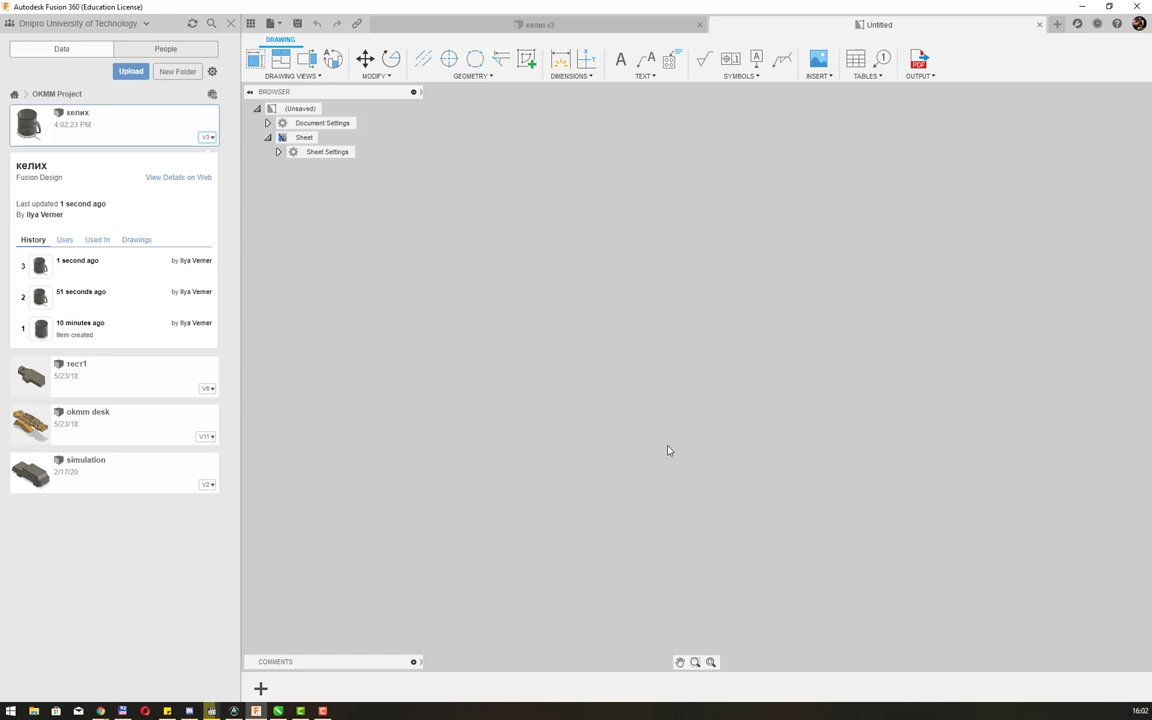 Autodesk Fusion 360 (Education License)
Dnipro University of Technology
келих v3
Untitled
Data
People
Upload
New Folder
OKMM Project
келих
4:02:23 PM
V3
келих
Fusion Design
View Details on Web
Last updated 1 second ago
By Ilya Verner
History
Uses
Used In
Drawings
3
1 second ago
by Ilya Verner
2
51 seconds ago
by Ilya Verner
1
10 minutes ago
by Ilya Verner
Item created
тест1
5/23/18
V6
okmm desk
5/23/18
V11
simulation
2/17/20
V2
DRAWING
DRAWING VIEWS
MODIFY
GEOMETRY
DIMENSIONS
TEXT
SYMBOLS
INSERT
TABLES
PDF
OUTPUT
BROWSER
(Unsaved)
Document Settings
Sheet
Sheet Settings
COMMENTS
16:02